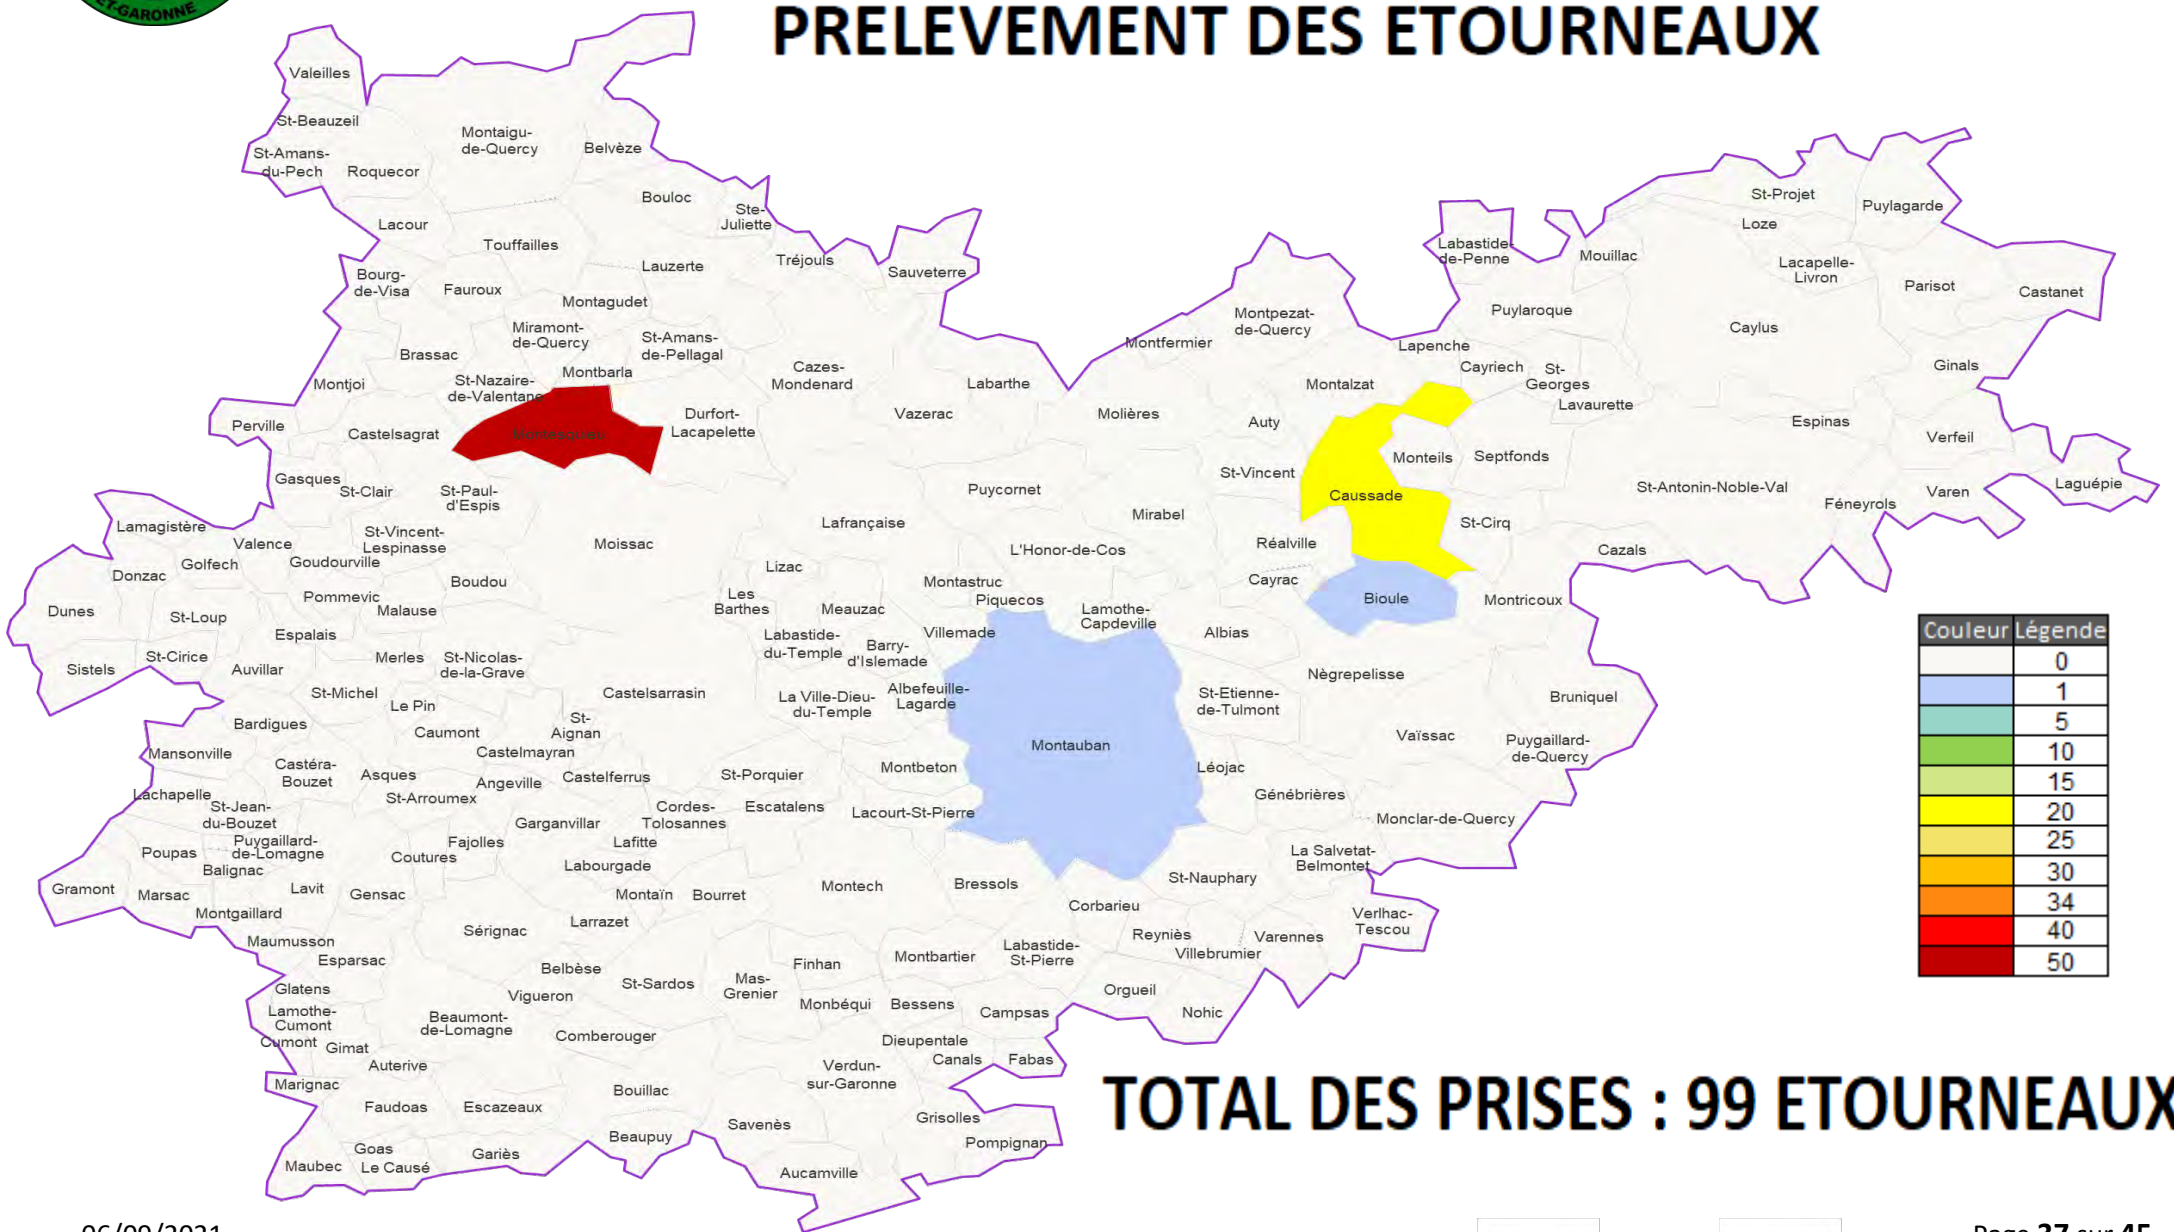 ET-GARONNE
PRELEVEMENT DES ETOURNEAUX
Valeilles
St-Beauzeil
Montaigu-
de-Quercy
Belvèze
St-Amans-
du-Pech
Roquecor
Bouloc
Ste-
Juliette
Lacour
Touffailles
Tréjouls
Lauzerte
Sauveterre
Bourg-
de-Visa
Fauroux
Montagudet
Miramont-
de-Quercy
St-Amans-
de-Pellagal
Brassac
Montbarla
Cazes-
Mondenard
Labarthe
Montjoi
St-Nazaire-
de-Valentane
Durfort-
Lacapelette
Vazerac
Molières
Perville
Castelsagrat
Montesquieu
Gasques
St-Clair
St-Paul-
d'Espis
Puycornet
Lafrançaise
Mirabel
Montfermier
Montpezat-
de-Quercy
Labastide-
de-Penne
Mouillac
St-Projet
Loze
Puylagarde
Lacapelle-
Livron
Parisot
Castanet
Puylaroque
Caylus
Lapenche
Cayriech
St-
Georges
Ginals
Montalzat
Lavaurette
Auty
Espinas
Verfeil
Monteils
Septfonds
St-Vincent
Caussade
St-Antonin-Noble-Val
Féneyrols
Varen
Laguépie
St-Cirq
Réalville
Cazals
Cayrac
Bioule
Montricoux
Lamagistère
Valence
St-Vincent-
Lespinasse
Moissac
L'Honor-de-Cos
Golfech
Goudourville
Donzac
Boudou
Lizac
Montastruc
Piquecos
Lamothe-
Capdeville
Dunes
Pommevic
Malause
Les
Barthes
Meauzac
St-Loup
Espalais
Labastide-
du-Temple
Barry-
d'Islemade
Villemade
Albias
Sistels
St-Cirice
Auvillar
Merles
St-Nicolas-
de-la-Grave
Nègrepelisse
St-Michel
Le Pin
Castelsarrasin
La Ville-Dieu-
du-Temple
Albefeuille-
Lagarde
St-Etienne-
de-Tulmont
Bruniquel
Bardigues
Caumont
St-
Aignan
Montauban
Vaïssac
Puygaillard-
de-Quercy
Mansonville
Castelmayran
Castéra-
Bouzet
Asques
Angeville
Castelferrus
St-Porquier
Montbeton
Léojac
Lachapelle
St-Arroumex
Génébrières
St-Jean-
du-Bouzet
Cordes-
Tolosannes
Escatalens
Lacourt-St-Pierre
Monclar-de-Quercy
Garganvillar
Puygaillard-
de-Lomagne
Fajolles
Lafitte
Poupas
Coutures
La Salvetat-
Belmontet
Balignac
Labourgade
Gramont
Marsac
Lavit
Gensac
Montaïn
Bourret
Montech
Bressols
St-Nauphary
Montgaillard
Corbarieu
Larrazet
Verlhac-
Tescou
Sérignac
Reyniès
Varennes
Maumusson
Labastide-
St-Pierre
Villebrumier
Esparsac
Belbèse
St-Sardos
Mas-
Grenier
Finhan
Montbartier
Glatens
Vigueron
Monbéqui
Bessens
Campsas
Orgueil
Nohic
Lamothe-
Cumont
Beaumont-
de-Lomagne
Comberouger
Cumont
Gimat
Dieupentale
Auterive
Canals
Fabas
Marignac
Verdun-
sur-Garonne
Bouillac
Faudoas
Escazeaux
Grisolles
Savenès
Beaupuy
Pompignan
Goas
Gariès
Maubec
Le Causé
Aucamville
Couleur Légende
0
1
5
10
15
20
25
30
34
40
50
TOTAL DES PRISES : 99 ETOURNEAUX
06/09/2021
Page 37 sur 45